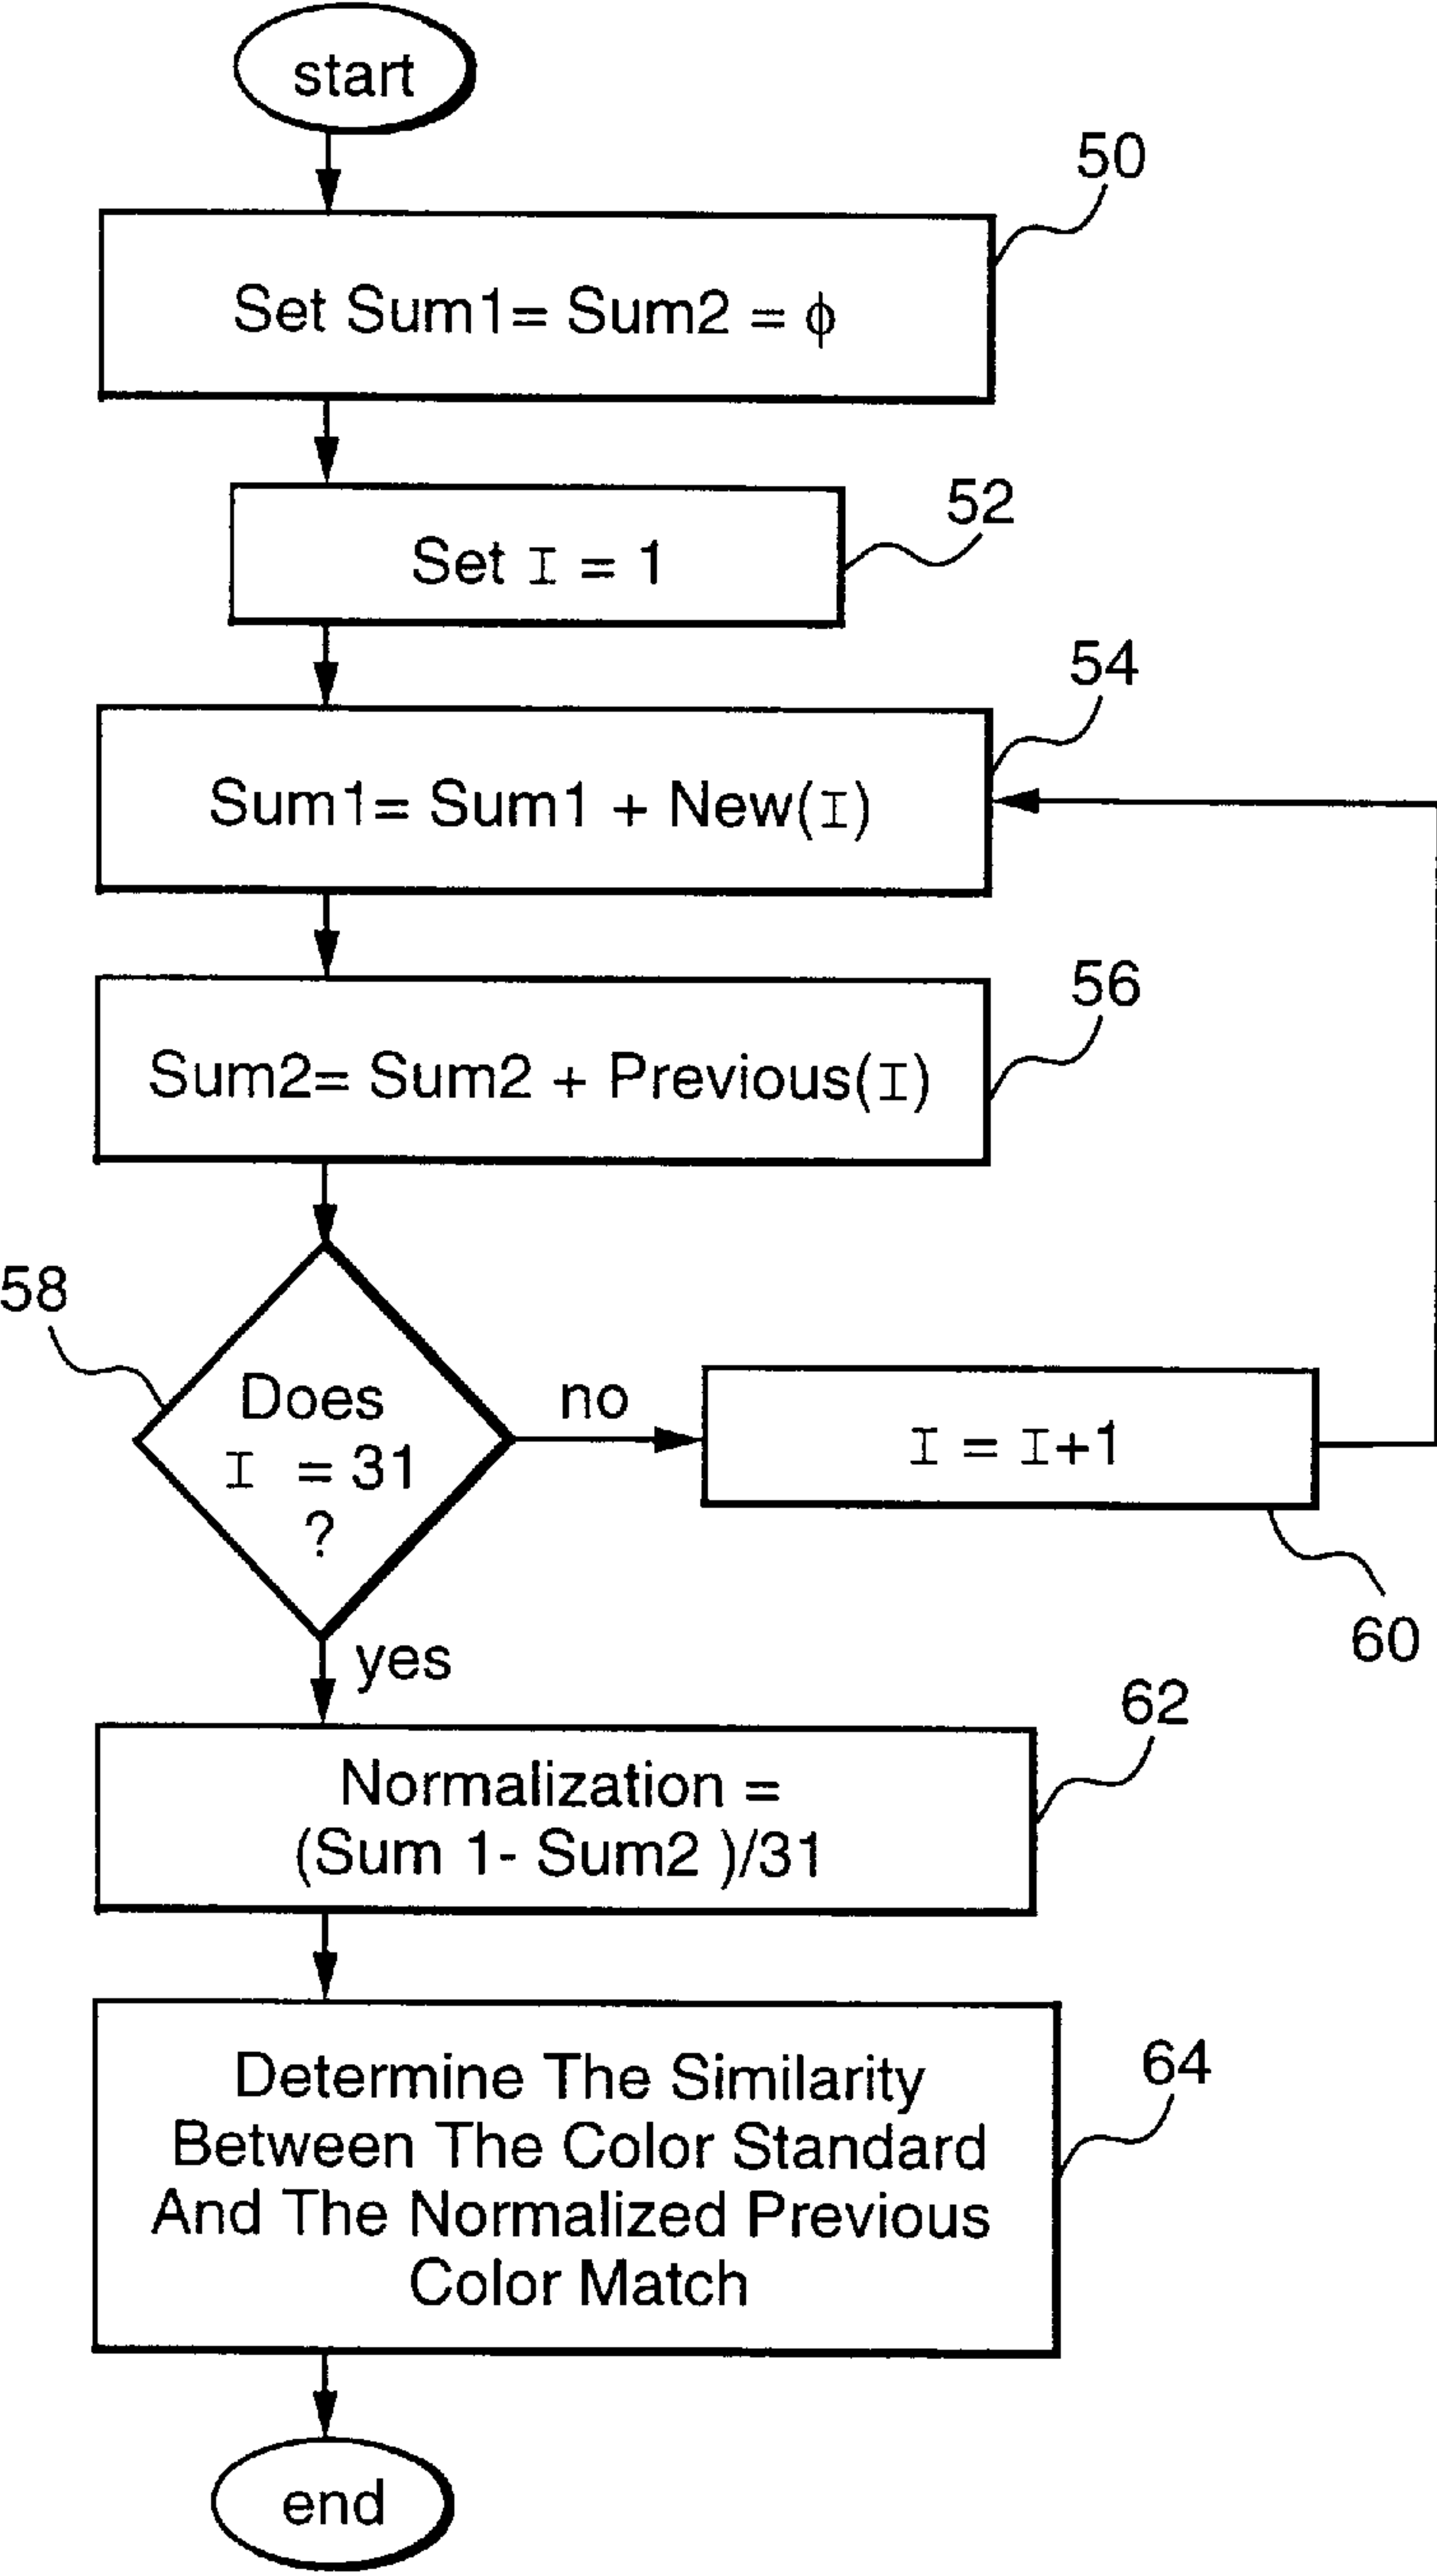 start
50
Set Sum1= Sum2 = ϕ
52
Set I = 1
54
Sum1= Sum1 + New(I)
56
Sum2= Sum2 + Previous(I)
58
Does
I = 31
?
no
I = I+1
60
yes
62
Normalization =
(Sum 1- Sum2 )/31
64
Determine The Similarity
Between The Color Standard
And The Normalized Previous
Color Match
end